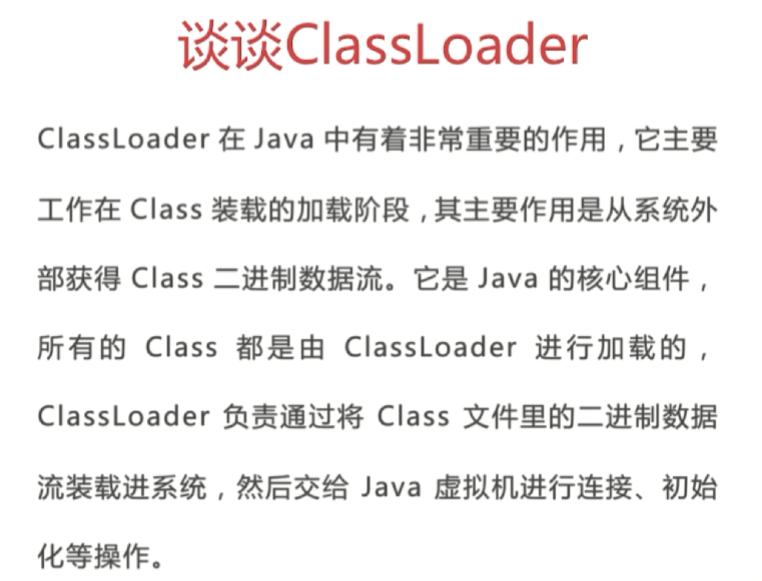 谈谈ClassLoader
ClassLoader 在 Java 中有着非常重要的作用，它主要
工作在 Class 装载的加载阶段，其主要作用是从系统外
部获得 Class 二进制数据流。它是 Java 的核心组件，
所有的 Class 都是由 ClassLoader 进行加载的，
ClassLoader 负责通过将 Class 文件里的二进制数据
流装载进系统，然后交给 Java 虚拟机进行连接、初始
化等操作。